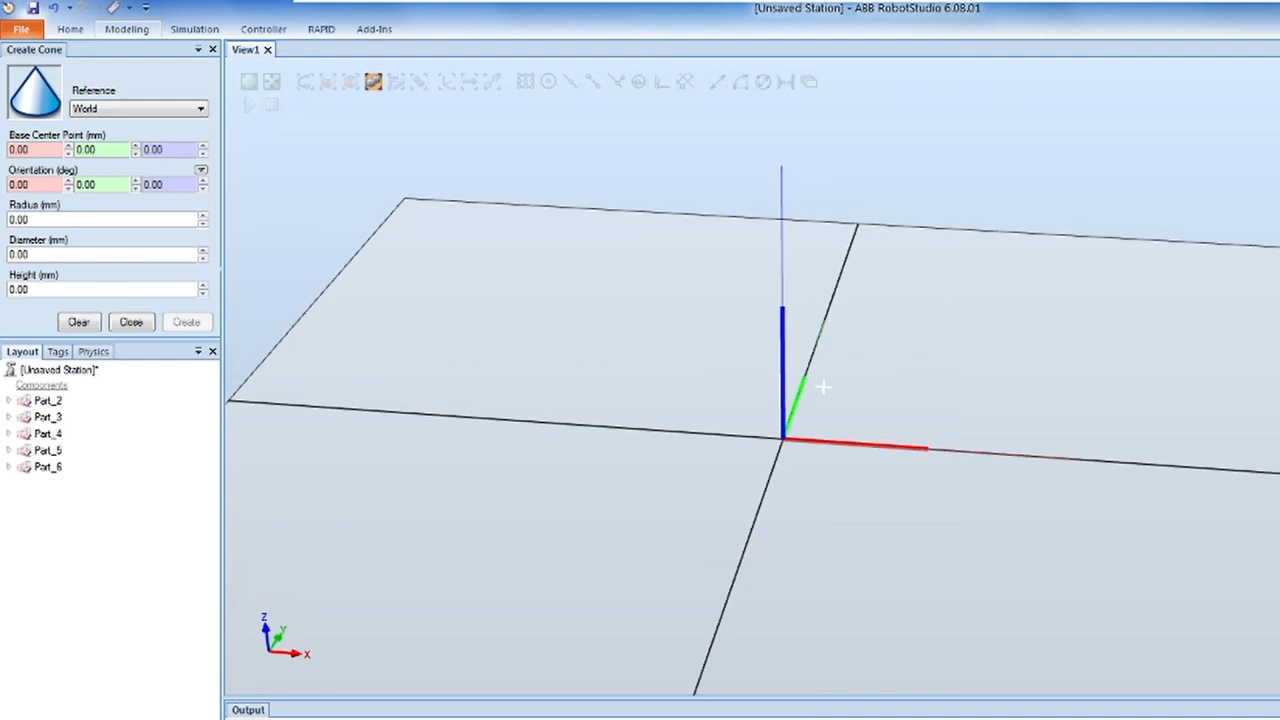 [Unsaved Station] - ABB RobotStudio 6.08.01
File Home Modeling Simulation Controller RAPID Add-Ins
Create Cone
View1
Reference
World
Base Center Point (mm)
0.00 0.00 0.00
Orientation (deg)
0.00 0.00 0.00
Radius (mm)
0.00
Diameter (mm)
0.00
Height (mm)
0.00
Clear Close Create
Layout Tags Physics
[Unsaved Station]*
Components
Part_2
Part_3
Part_4
Part_5
Part_6
Z
Y
X
Output